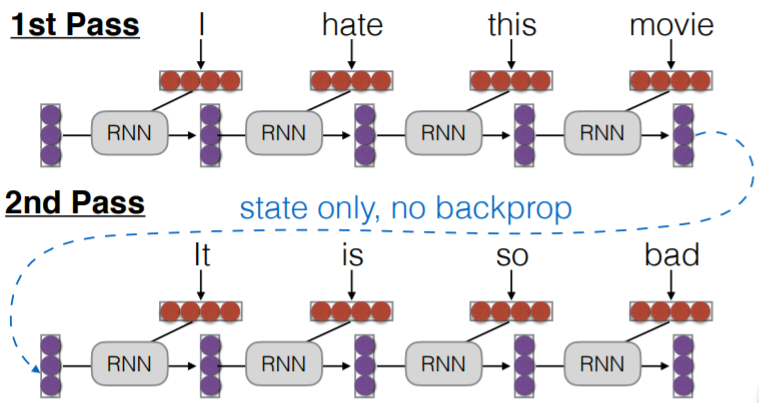 1st Pass I hate this movie
RNN RNN RNN RNN
2nd Pass state only, no backprop
It is so bad
RNN RNN RNN RNN